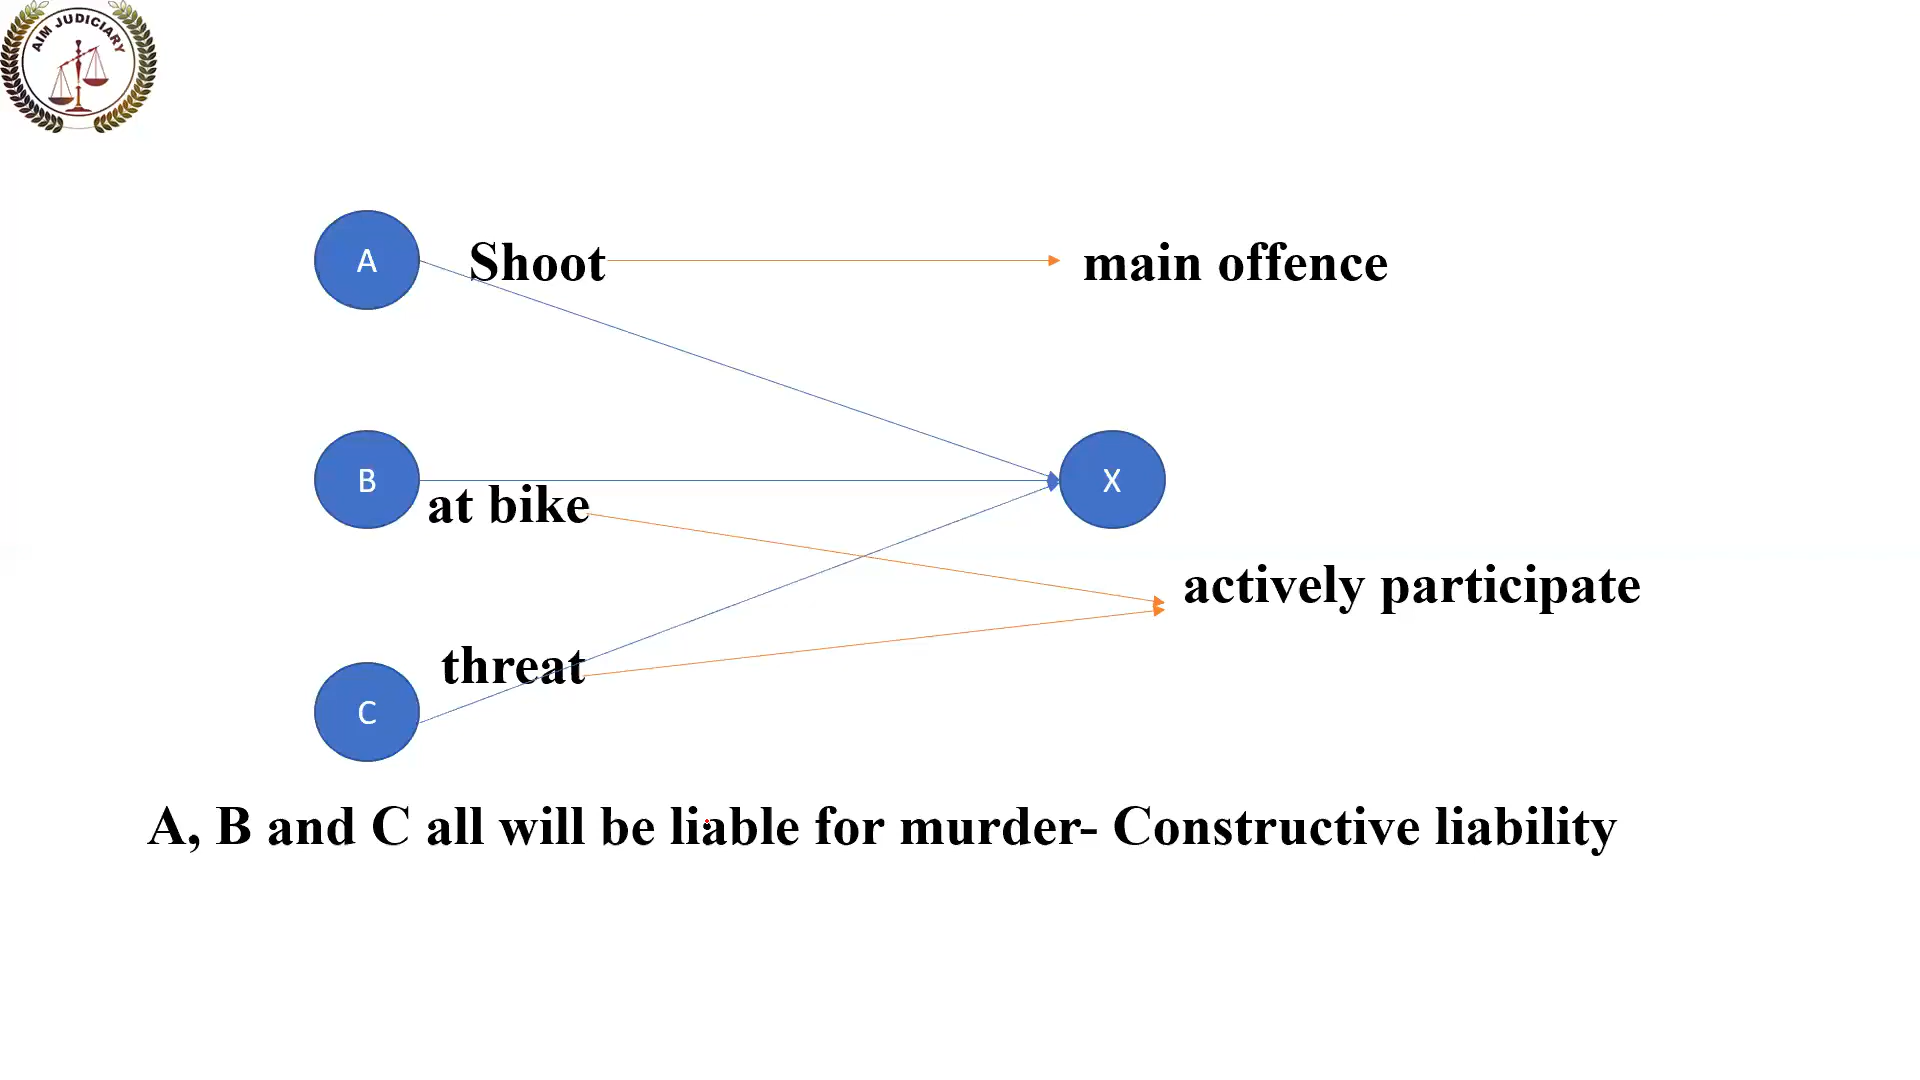 AIM JUDICIARY
A Shoot main offence
B X
at bike
actively participate
threat
C
A, B and C all will be liable for murder- Constructive liability